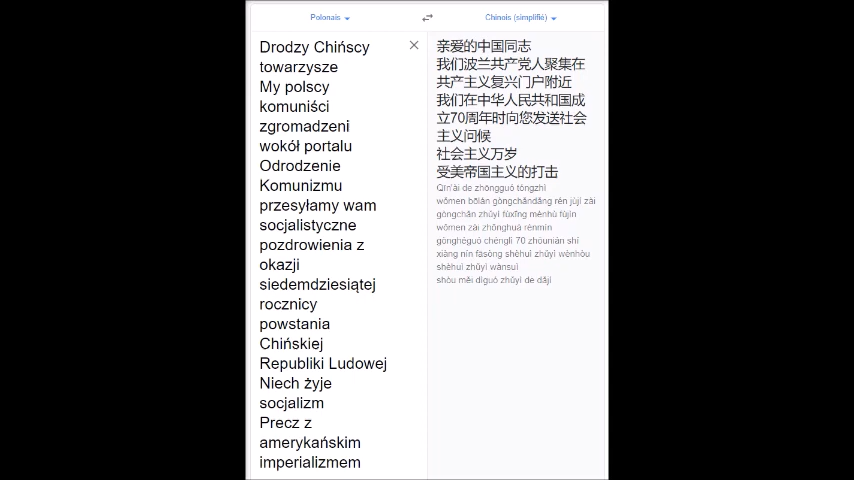 Polonais
Chinois (simplifié)
Drodzy Chińscy
towarzysze
My polscy
komuniści
zgromadzeni
wokół portalu
Odrodzenie
Komunizmu
przesyłamy wam
socjalistyczne
pozdrowienia z
okazji
siedemdziesiątej
rocznicy
powstania
Chińskiej
Republiki Ludowej
Niech żyje
socjalizm
Precz z
amerykańskim
imperializmem
亲爱的中国同志
我们波兰共产党人聚集在
共产主义复兴门户附近
我们在中华人民共和国成
立70周年时向您发送社会
主义问候
社会主义万岁
受美帝国主义的打击
Qīn'ài de zhōngguó tóngzhì
wǒmen bōlán gòngchǎndǎng rén jùjí zài
gòngchǎn zhǔyì fùxīng ménhù fùjìn
wǒmen zài zhōnghuá rénmín
gònghéguó chénglì 70 zhōunián shí
xiàng nín fāsòng shèhuì zhǔyì wènhòu
shèhuì zhǔyì wànsuì
shòu měi dìguó zhǔyì de dǎjí